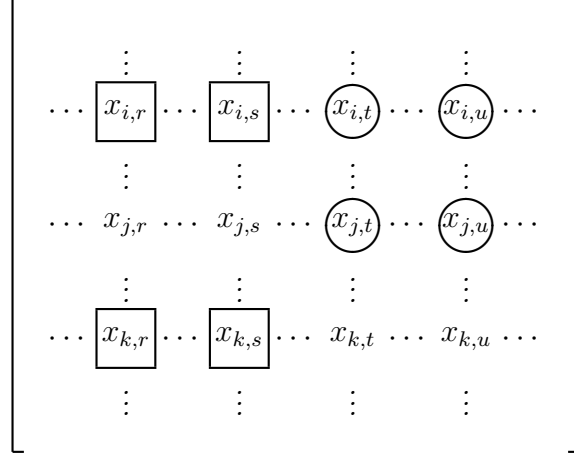 ⋮ ⋮ ⋮ ⋮
⋯ x_{i,r} ⋯ x_{i,s} ⋯ x_{i,t} ⋯ x_{i,u} ⋯
⋮ ⋮ ⋮ ⋮
⋯ x_{j,r} ⋯ x_{j,s} ⋯ x_{j,t} ⋯ x_{j,u} ⋯
⋮ ⋮ ⋮ ⋮
⋯ x_{k,r} ⋯ x_{k,s} ⋯ x_{k,t} ⋯ x_{k,u} ⋯
⋮ ⋮ ⋮ ⋮